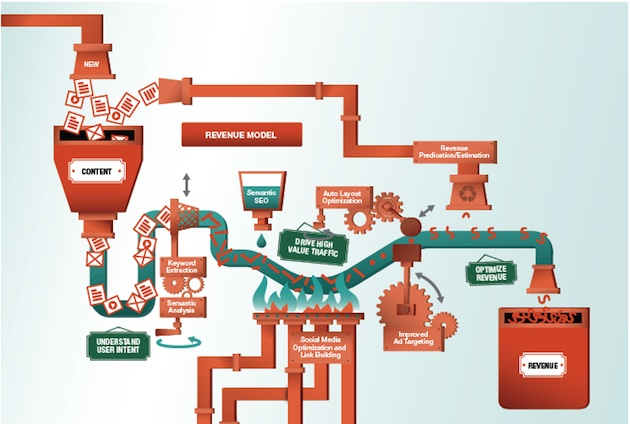 NEW
REVENUE MODEL
Revenue
Predication/Estimation
CONTENT
Semantic
SEO
Auto Layout
Optimization
DRIVE HIGH
VALUE TRAFFIC
Keyword
Extraction
OPTIMIZE
REVENUE
Semantic
Analysis
UNDERSTAND
USER INTENT
Social Media
Optimization and
Link Building
Improved
Ad Targeting
REVENUE